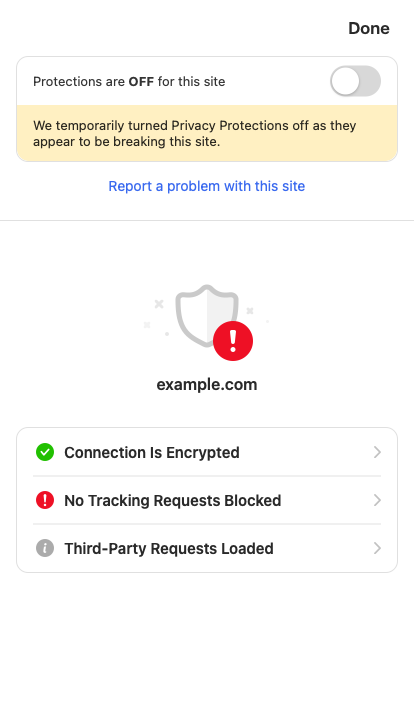 Done
Protections are OFF for this site
We temporarily turned Privacy Protections off as they
appear to be breaking this site.
Report a problem with this site
example.com
Connection Is Encrypted
No Tracking Requests Blocked
Third-Party Requests Loaded